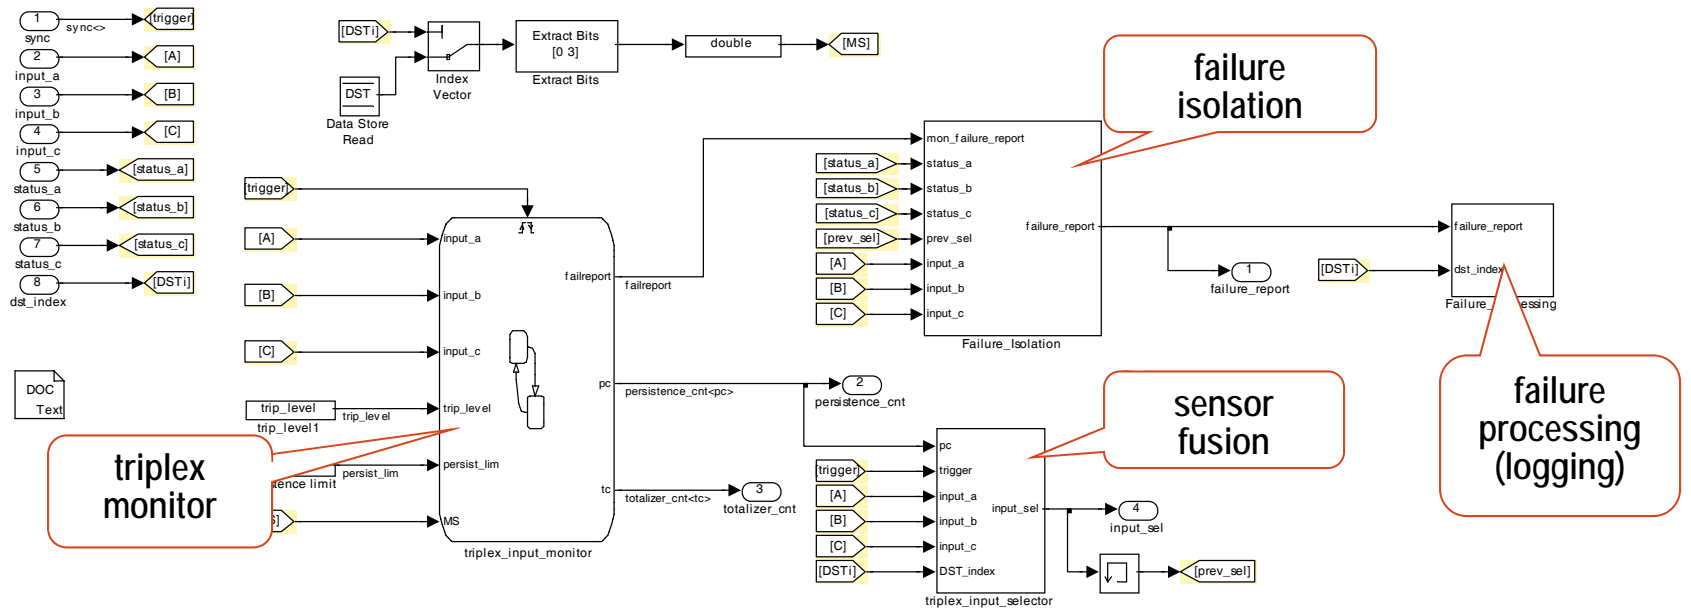 1
sync
sync<>
[trigger]
2
input_a
[A]
3
input_b
[B]
4
input_c
[C]
5
status_a
[status_a]
6
status_b
[status_b]
7
status_c
[status_c]
8
dst_index
[DSTi]
DOC
Text
[DSTi]
DST
Data Store
Read
Index
Vector
Extract Bits
[0 3]
Extract Bits
double
[MS]
[trigger]
[A]
[B]
[C]
trip_level
trip_level1
trip_level
ence limit
persist_lim
input_a
input_b
input_c
trip_level
persist_lim
MS
failreport
pc
tc
triplex_input_monitor
failreport
persistence_cnt<pc>
totalizer_cnt<tc>
2
persistence_cnt
3
totalizer_cnt
triplex
monitor
[status_a]
[status_b]
[status_c]
[prev_sel]
[A]
[B]
[C]
mon_failure_report
status_a
status_b
status_c
prev_sel
input_a
input_b
input_c
failure_report
Failure_Isolation
failure
isolation
1
failure_report
[DSTi]
failure_report
dst_index
Failure_
essing
failure
processing
(logging)
[trigger]
[A]
[B]
[C]
[DSTi]
pc
trigger
input_a
input_b
input_c
DST_index
input_sel
triplex_input_selector
sensor
fusion
4
input_sel
[prev_sel]